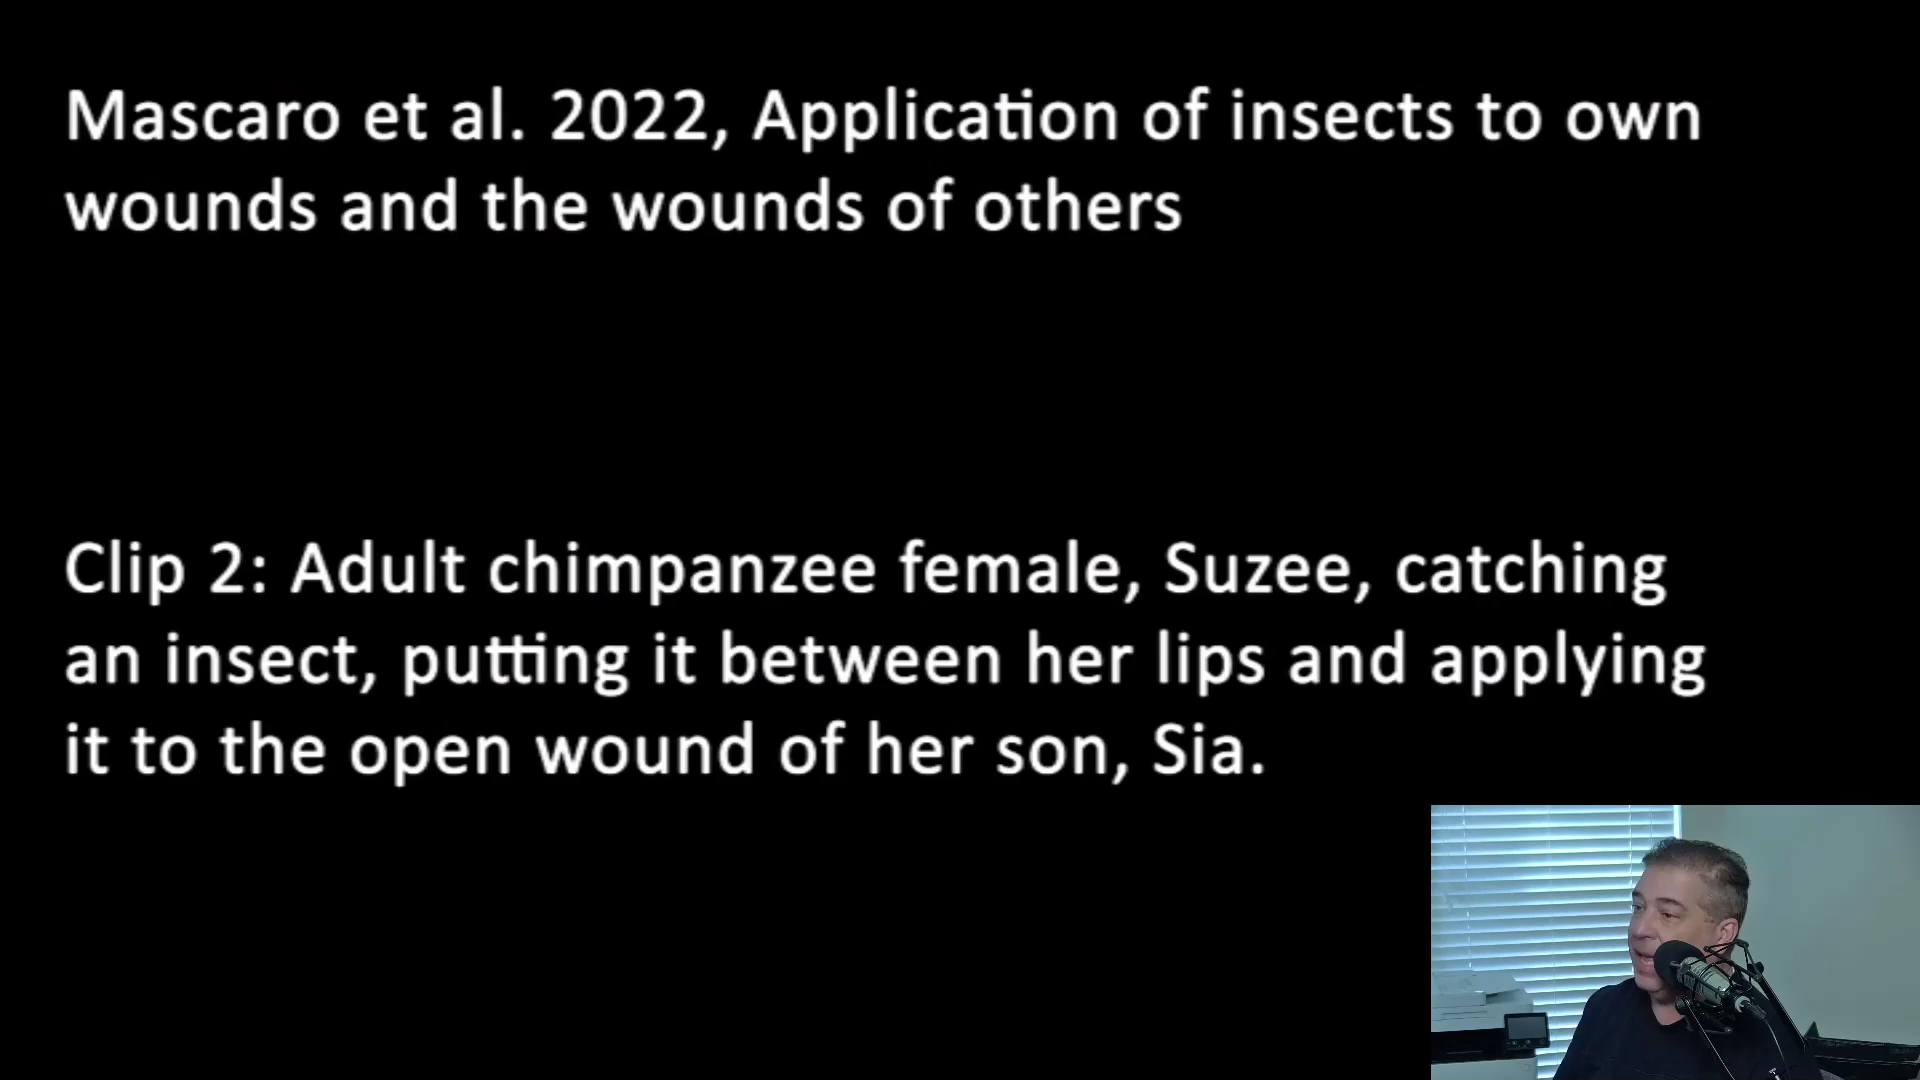 Mascaro et al. 2022, Application of insects to own
wounds and the wounds of others
Clip 2: Adult chimpanzee female, Suzee, catching
an insect, putting it between her lips and applying
it to the open wound of her son, Sia.